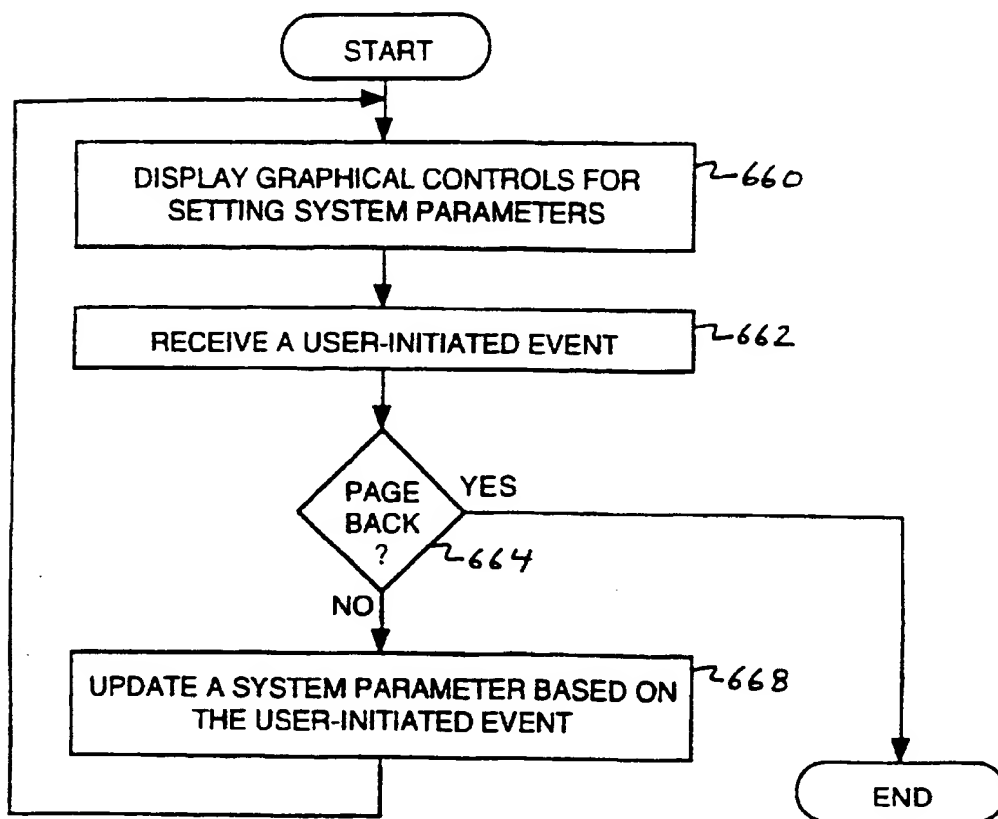 START
DISPLAY GRAPHICAL CONTROLS FOR
SETTING SYSTEM PARAMETERS
660
RECEIVE A USER-INITIATED EVENT
662
PAGE
BACK
?
YES
664
NO
UPDATE A SYSTEM PARAMETER BASED ON
THE USER-INITIATED EVENT
668
END